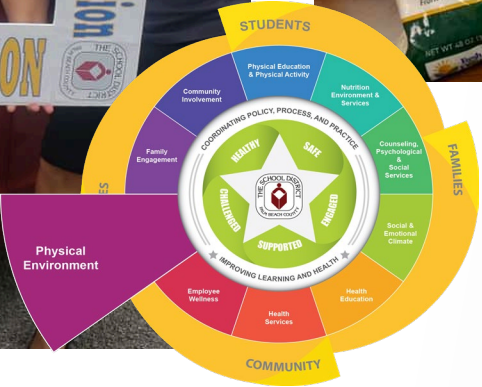 STUDENTS
FAMILIES
COMMUNITY
Physical Education
& Physical Activity
Nutrition
Environment &
Services
Counseling,
Psychological
&
Social
Services
Social &
Emotional
Climate
Health
Education
Health
Services
Employee
Wellness
Physical
Environment
Family
Engagement
Community
Involvement
COORDINATING POLICY, PROCESS, AND PRACTICE
IMPROVING LEARNING AND HEALTH
HEALTHY
SAFE
ENGAGED
SUPPORTED
CHALLENGED
THE SCHOOL DISTRICT
PALM BEACH COUNTY
ON
THE SCHOOL DISTRICT
NET WT 48 OZ